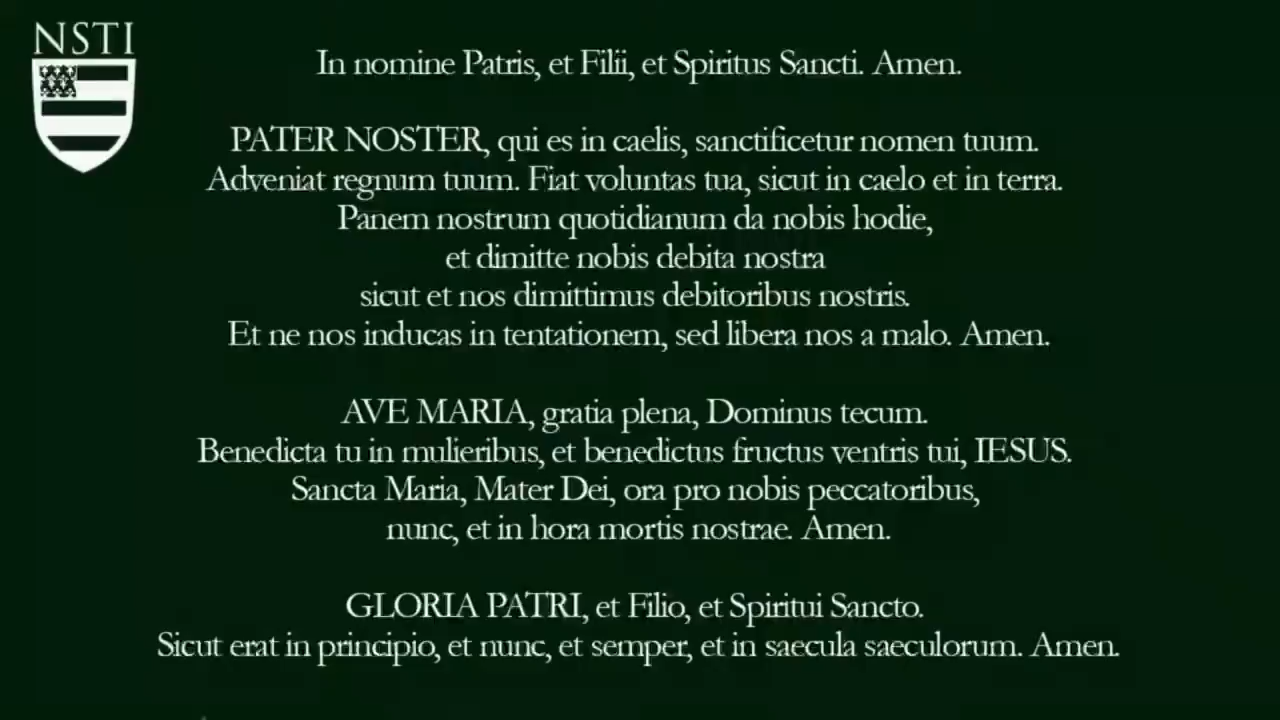 NSTI
In nomine Patris, et Filii, et Spiritus Sancti. Amen.
PATER NOSTER, qui es in caelis, sanctificetur nomen tuum.
Adveniat regnum tuum. Fiat voluntas tua, sicut in caelo et in terra.
Panem nostrum quotidianum da nobis hodie,
et dimitte nobis debita nostra
sicut et nos dimittimus debitoribus nostris.
Et ne nos inducas in tentationem, sed libera nos a malo. Amen.
AVE MARIA, gratia plena, Dominus tecum.
Benedicta tu in mulieribus, et benedictus fructus ventris tui, IESUS.
Sancta Maria, Mater Dei, ora pro nobis peccatoribus,
nunc, et in hora mortis nostrae. Amen.
GLORIA PATRI, et Filio, et Spiritui Sancto.
Sicut erat in principio, et nunc, et semper, et in saecula saeculorum. Amen.